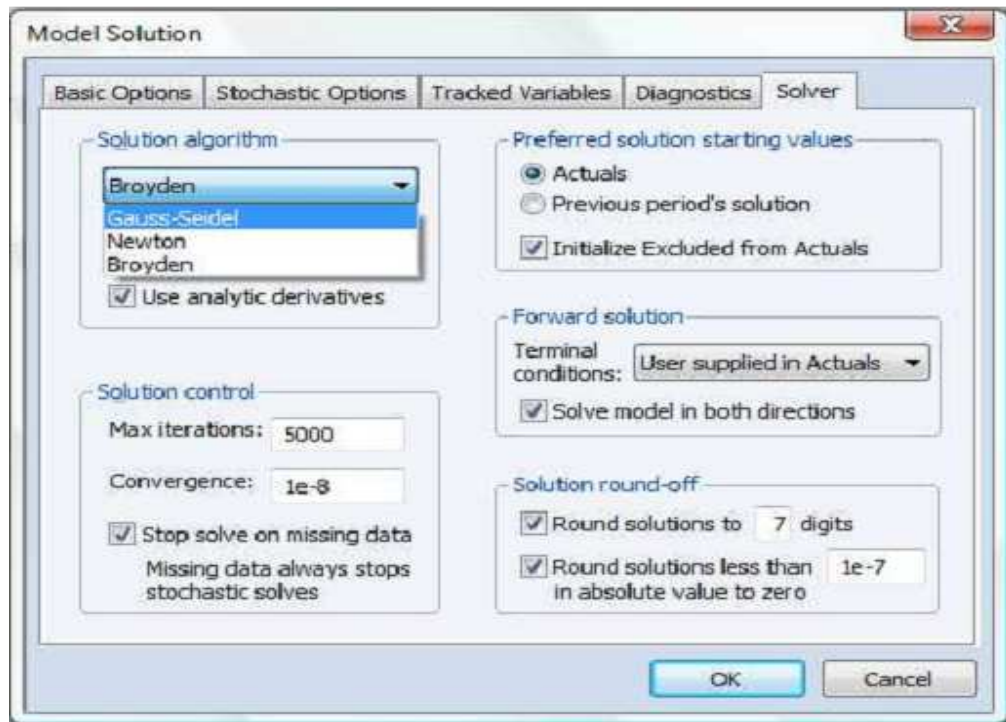 Model Solution
Basic Options
Stochastic Options
Tracked Variables
Diagnostics
Solver
Solution algorithm
Broyden
Gauss-Seidel
Newton
Broyden
Use analytic derivatives
Solution control
Max iterations: 5000
Convergence: 1e-8
Stop solve on missing data
Missing data always stops
stochastic solves
Preferred solution starting values
Actuals
Previous period's solution
Initialize Excluded from Actuals
Forward solution
Terminal
conditions: User supplied in Actuals
Solve model in both directions
Solution round-off
Round solutions to 7 digits
Round solutions less than 1e-7
in absolute value to zero
OK
Cancel